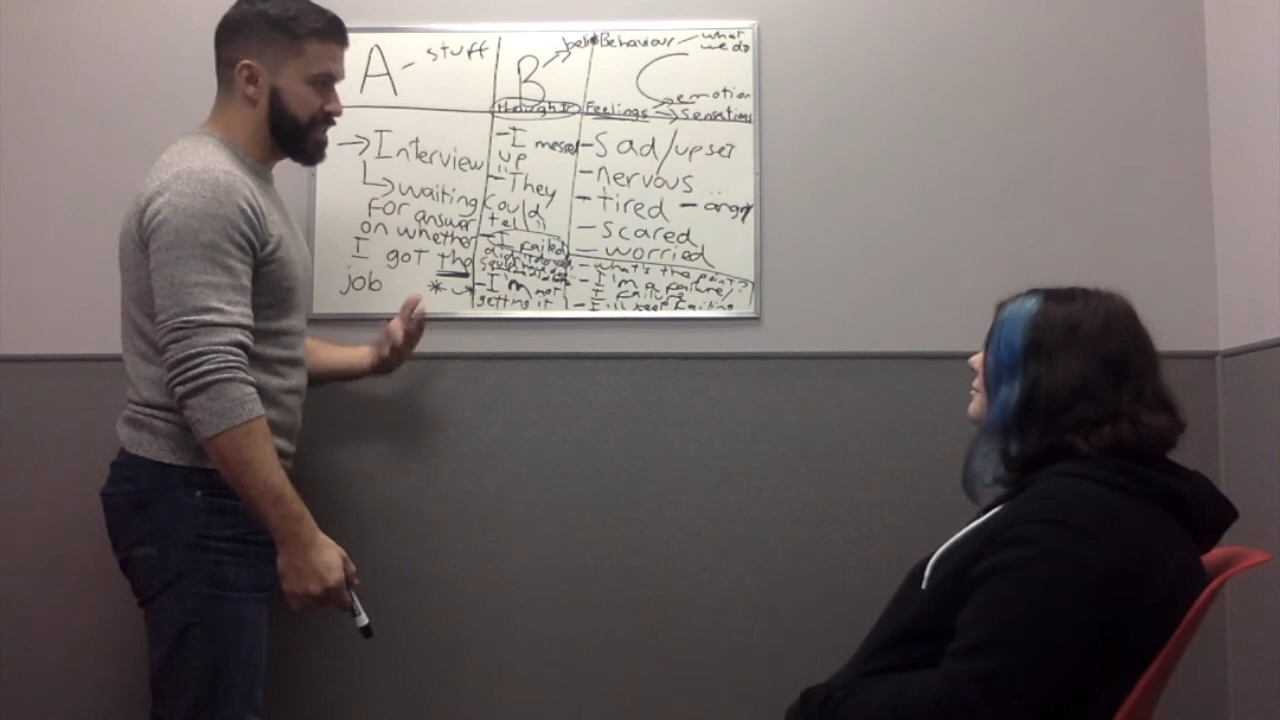 A - stuff
B
Behaviour - what we do
C
emotion
sensations
thoughts
Feelings
→ Interview
↳ waiting
for answer
on whether
I got the
job
- I messed
up
- They
could
tell
- I failed
- I'm not
getting it
- Sad/upset
- nervous
- tired - angry
- scared
- worried
- what's the point?
- I'm a failure/
I failure
- I'll keep failing